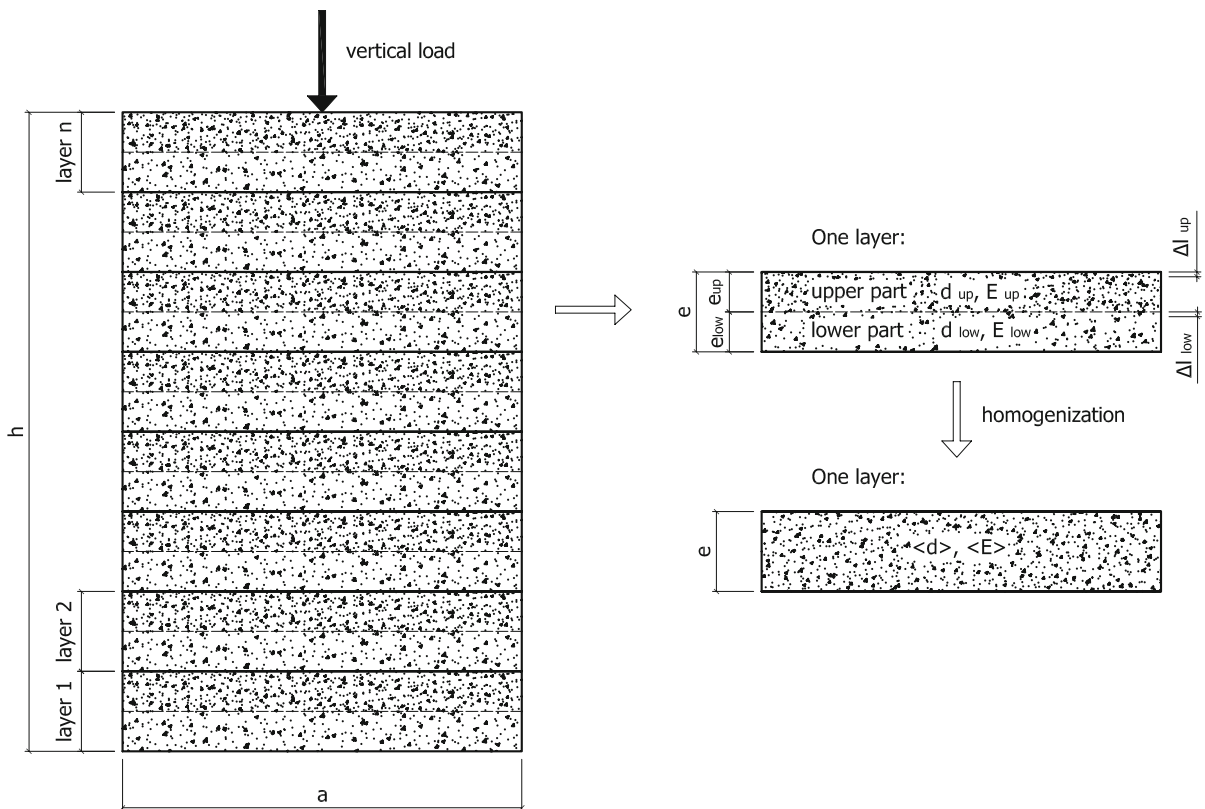 vertical load
layer n
h
layer 2
layer 1
a
One layer:
Δl up
e
e up
e low
upper part d up, E up
lower part d low, E low
Δl low
homogenization
One layer:
e
<d>, <E>